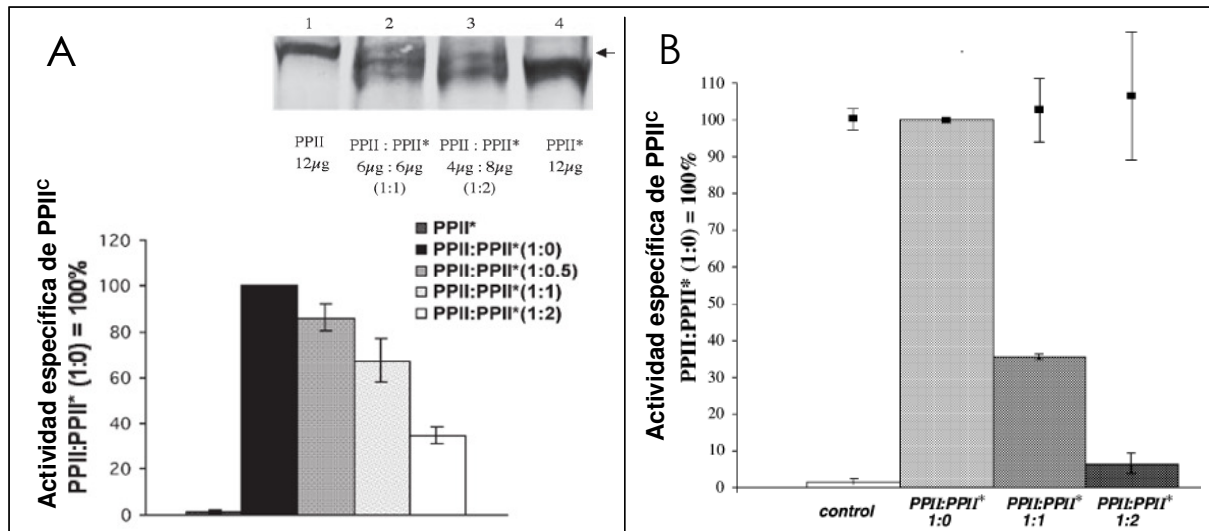 A
1 2 3 4
PPII PPII : PPII* PPII : PPII* PPII*
12µg 6µg : 6µg 4µg : 8µg 12µg
(1:1) (1:2)
Actividad específica de PPIIᶜ
PPII:PPII* (1:0) = 100%
120
100
80
60
40
20
0
PPII*
PPII:PPII*(1:0)
PPII:PPII*(1:0.5)
PPII:PPII*(1:1)
PPII:PPII*(1:2)
B
Actividad específica de PPIIᶜ
PPII:PPII* (1:0) = 100%
110
100
90
80
70
60
50
40
30
20
10
0
control PPII:PPII* PPII:PPII* PPII:PPII*
1:0 1:1 1:2